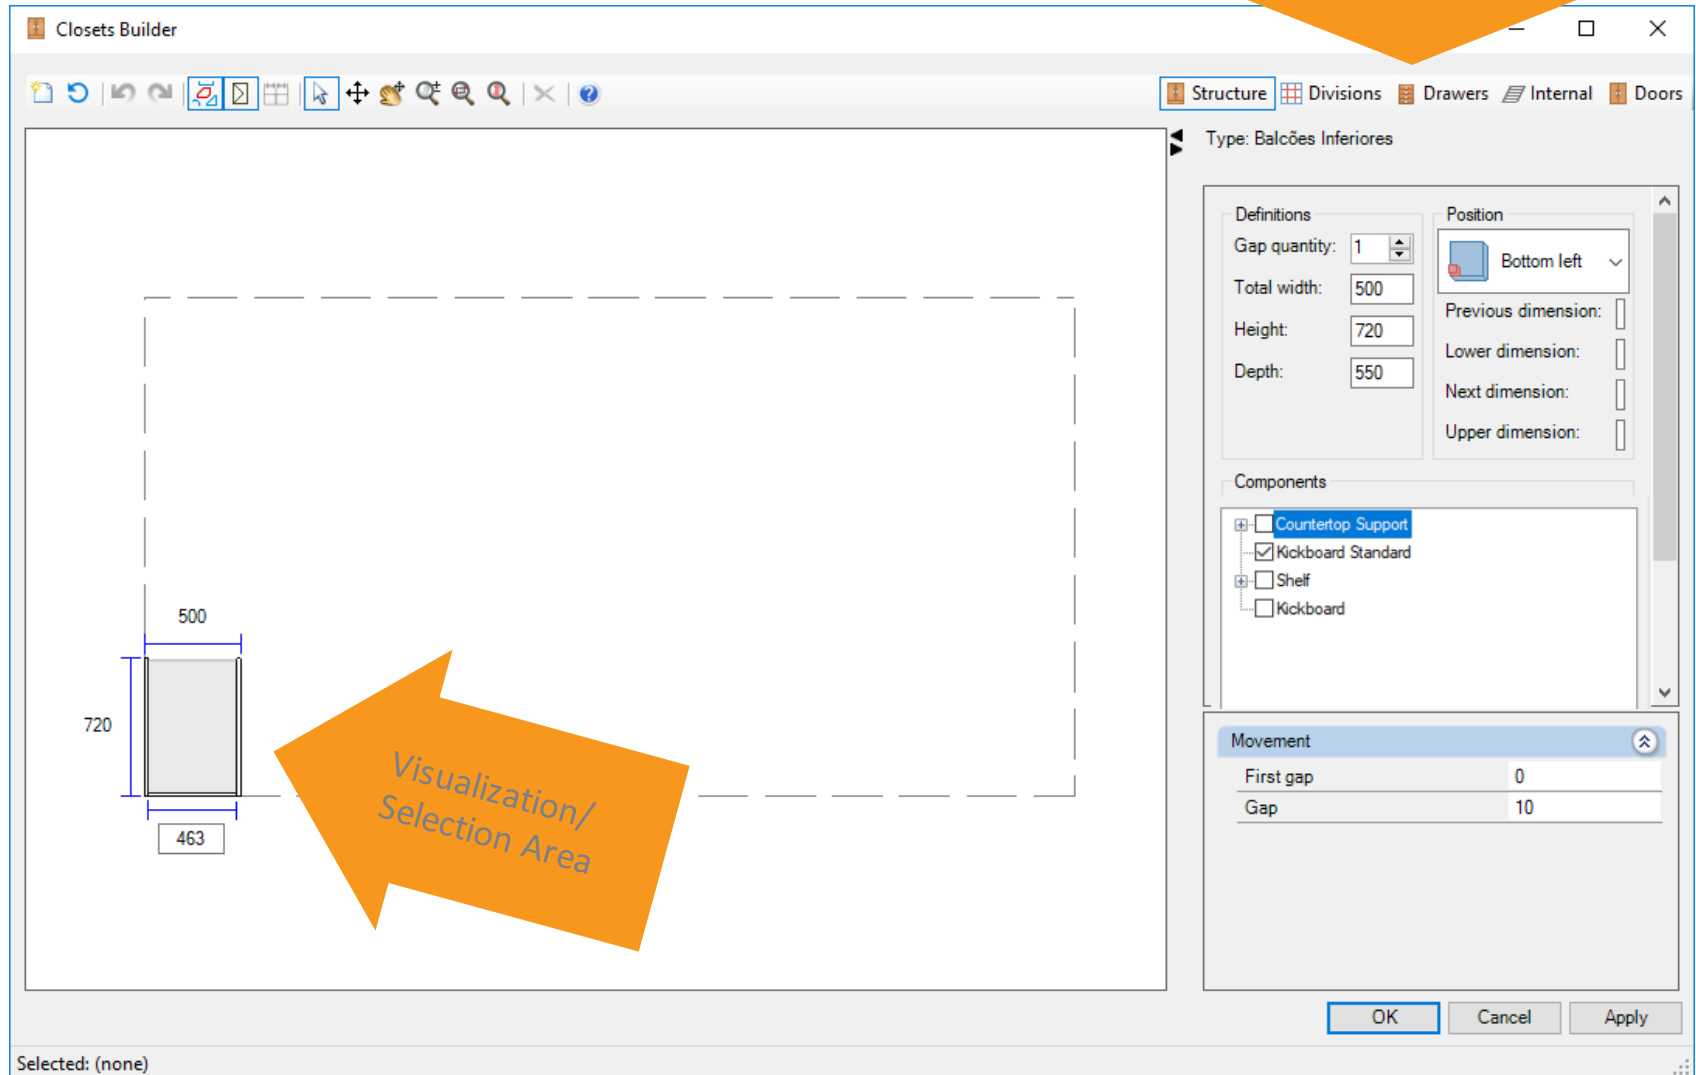 Closets Builder
Structure Divisions Drawers Internal Doors
Type: Balcões Inferiores
Definitions
Gap quantity: 1
Total width: 500
Height: 720
Depth: 550
Position
Bottom left
Previous dimension:
Lower dimension:
Next dimension:
Upper dimension:
Components
Countertop Support
Kickboard Standard
Shelf
Kickboard
500
720
463
Visualization/
Selection Area
Movement
First gap 0
Gap 10
OK Cancel Apply
Selected: (none)